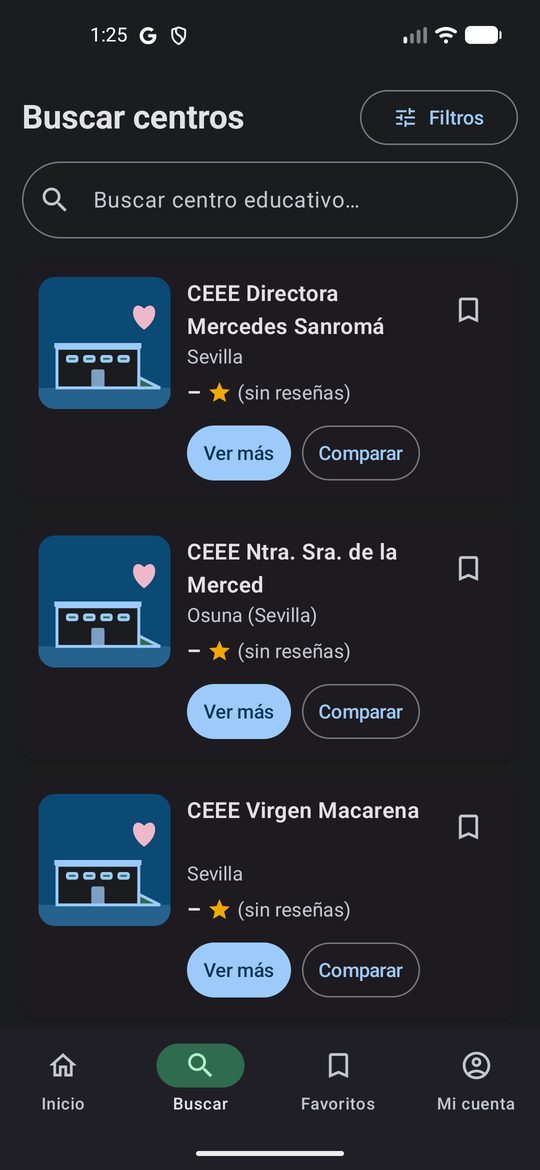 1:25
Buscar centros
Filtros
Buscar centro educativo…
CEEE Directora
Mercedes Sanromá
Sevilla
– (sin reseñas)
Ver más
Comparar
CEEE Ntra. Sra. de la
Merced
Osuna (Sevilla)
– (sin reseñas)
Ver más
Comparar
CEEE Virgen Macarena
Sevilla
– (sin reseñas)
Ver más
Comparar
Inicio
Buscar
Favoritos
Mi cuenta